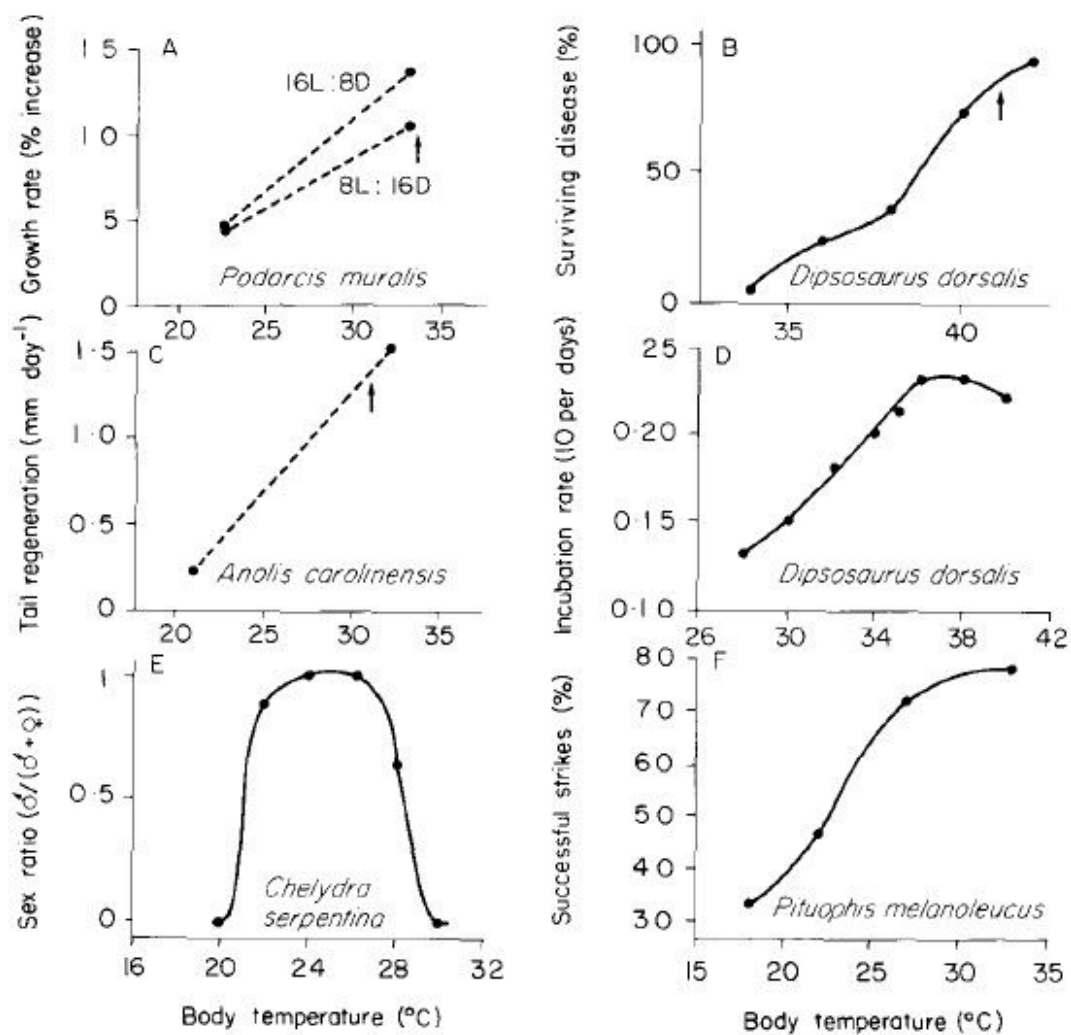 A
Growth rate (% increase)
15
10
5
0
16L:8D
8L:16D
Podarcis muralis
20 25 30 35
B
Surviving disease (%)
100
50
0
Dipsosaurus dorsalis
35 40
C
Tail regeneration (mm day⁻¹)
1·5
1·0
0·5
0
Anolis carolinensis
20 25 30 35
D
Incubation rate (10 per days)
·25
0·20
0·15
0·10
Dipsosaurus dorsalis
26 30 34 38 42
E
Sex ratio (♂/(♂+♀))
1
0·5
0
Chelydra
serpentina
16 20 24 28 32
Body temperature (°C)
F
Successful strikes (%)
80
70
60
50
40
30
Pituophis melanoleucus
15 20 25 30 35
Body temperature (°C)